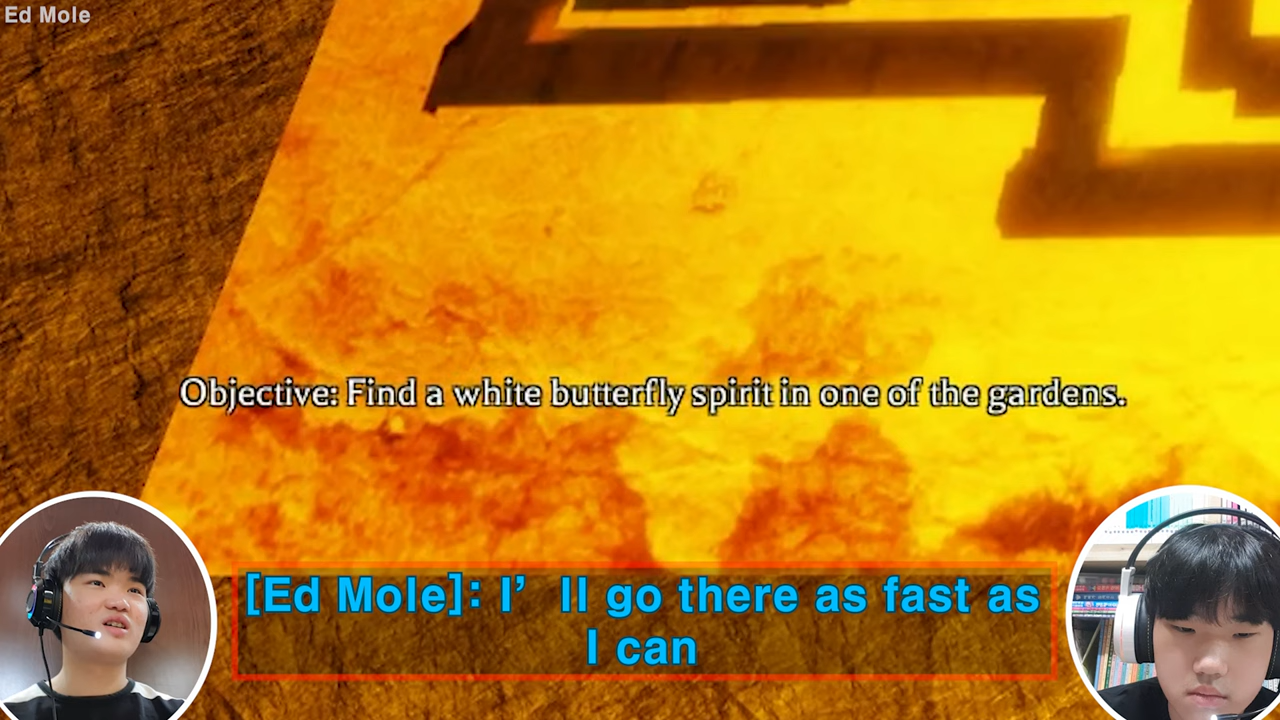 Ed Mole
Objective: Find a white butterfly spirit in one of the gardens.
[Ed Mole]: I’ ll go there as fast as
I can